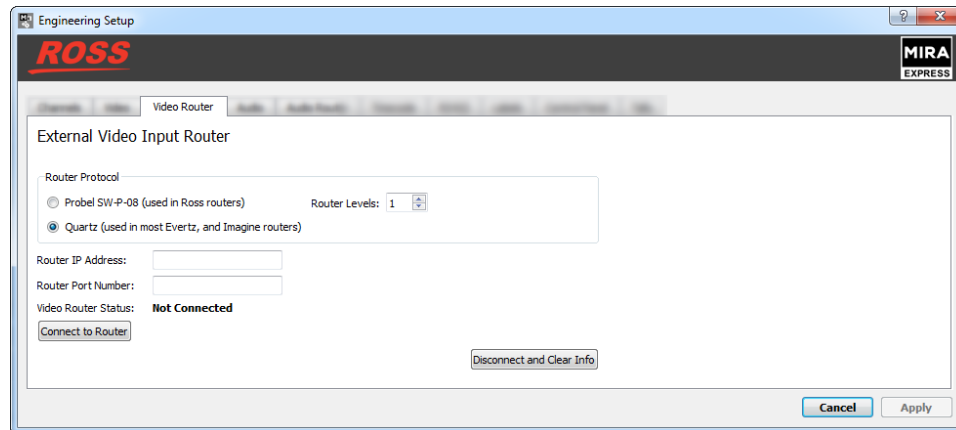 Engineering Setup
ROSS
MIRA
EXPRESS
Video Router
External Video Input Router
Router Protocol
Probel SW-P-08 (used in Ross routers) Router Levels: 1
Quartz (used in most Evertz, and Imagine routers)
Router IP Address:
Router Port Number:
Video Router Status: Not Connected
Connect to Router
Disconnect and Clear Info
Cancel Apply